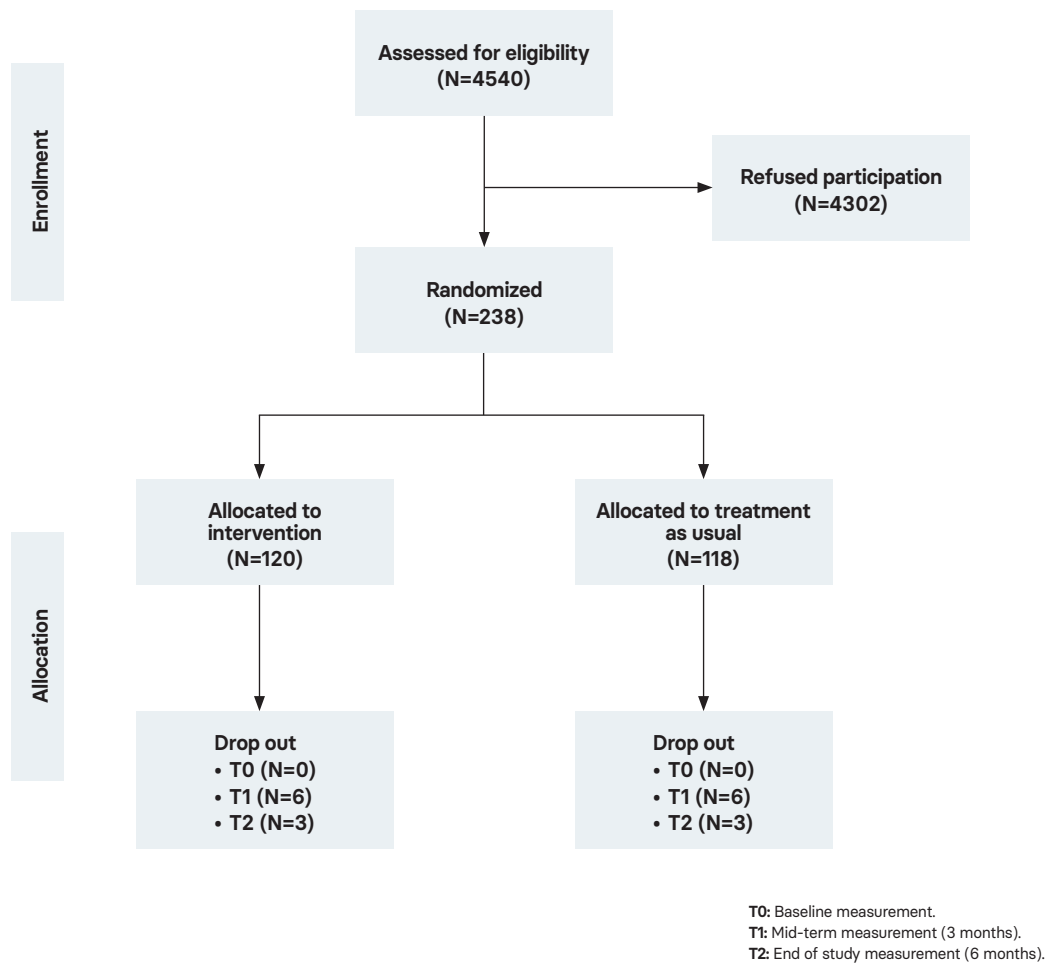 Assessed for eligibility
(N=4540)
Enrollment
Refused participation
(N=4302)
Randomized
(N=238)
Allocated to
intervention
(N=120)
Allocated to treatment
as usual
(N=118)
Allocation
Drop out
• T0 (N=0)
• T1 (N=6)
• T2 (N=3)
Drop out
• T0 (N=0)
• T1 (N=6)
• T2 (N=3)
T0: Baseline measurement.
T1: Mid-term measurement (3 months).
T2: End of study measurement (6 months).